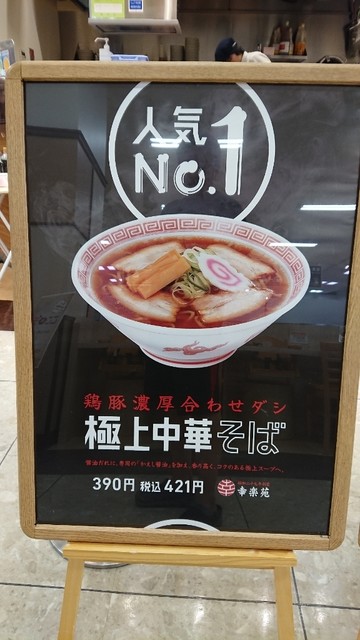 人気
No.1
鶏豚濃厚合わせダシ
極上中華そば
390円 税込 421円
幸楽苑